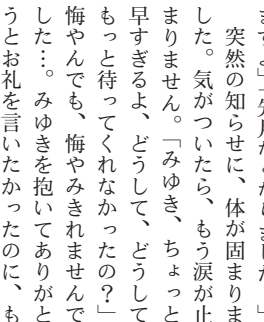 突然の知らせに、体が固まりま
した。気がついたら、もう涙が止
まりません。「みゆき、ちょっと
早すぎるよ、どうして、どうして
もっと待ってくれなかったの？」
悔やんでも、悔やみきれませんで
した…。みゆきを抱いてありがと
うとお礼を言いたかったのに、も